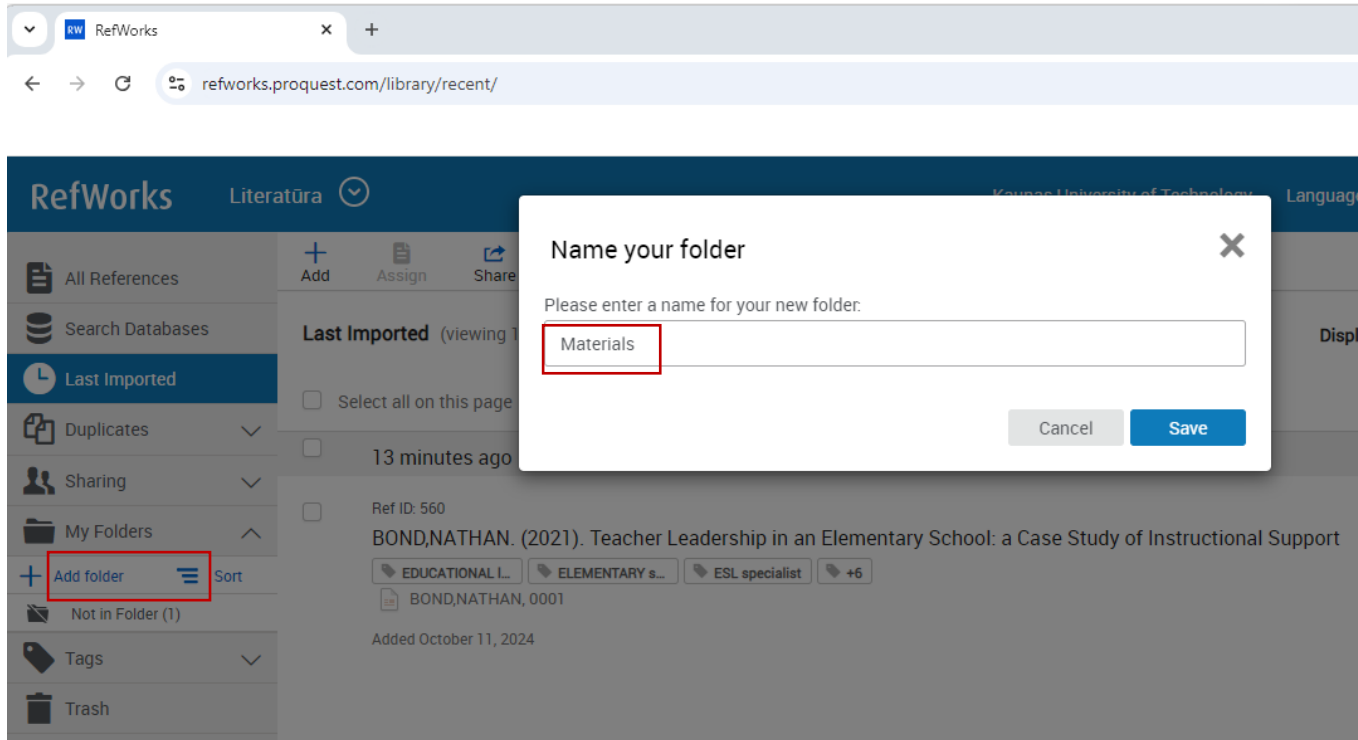 RW RefWorks
refworks.proquest.com/library/recent/
RefWorks Literatūra Kaunas University of Technology Language
All References
Search Databases
Last Imported
Duplicates
Sharing
My Folders
Add folder Sort
Not in Folder (1)
Tags
Trash
Add Assign Share
Last Imported (viewing 1 Displ
Select all on this page
13 minutes ago
Ref ID: 560
BOND,NATHAN. (2021). Teacher Leadership in an Elementary School: a Case Study of Instructional Support
EDUCATIONAL I... ELEMENTARY s... ESL specialist +6
BOND,NATHAN, 0001
Added October 11, 2024
Name your folder
Please enter a name for your new folder:
Materials
Cancel Save